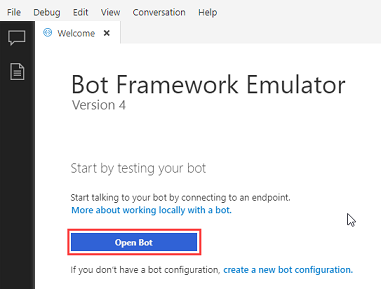 File Debug Edit View Conversation Help
Welcome ×
Bot Framework Emulator
Version 4
Start by testing your bot
Start talking to your bot by connecting to an endpoint.
More about working locally with a bot.
Open Bot
If you don't have a bot configuration, create a new bot configuration.